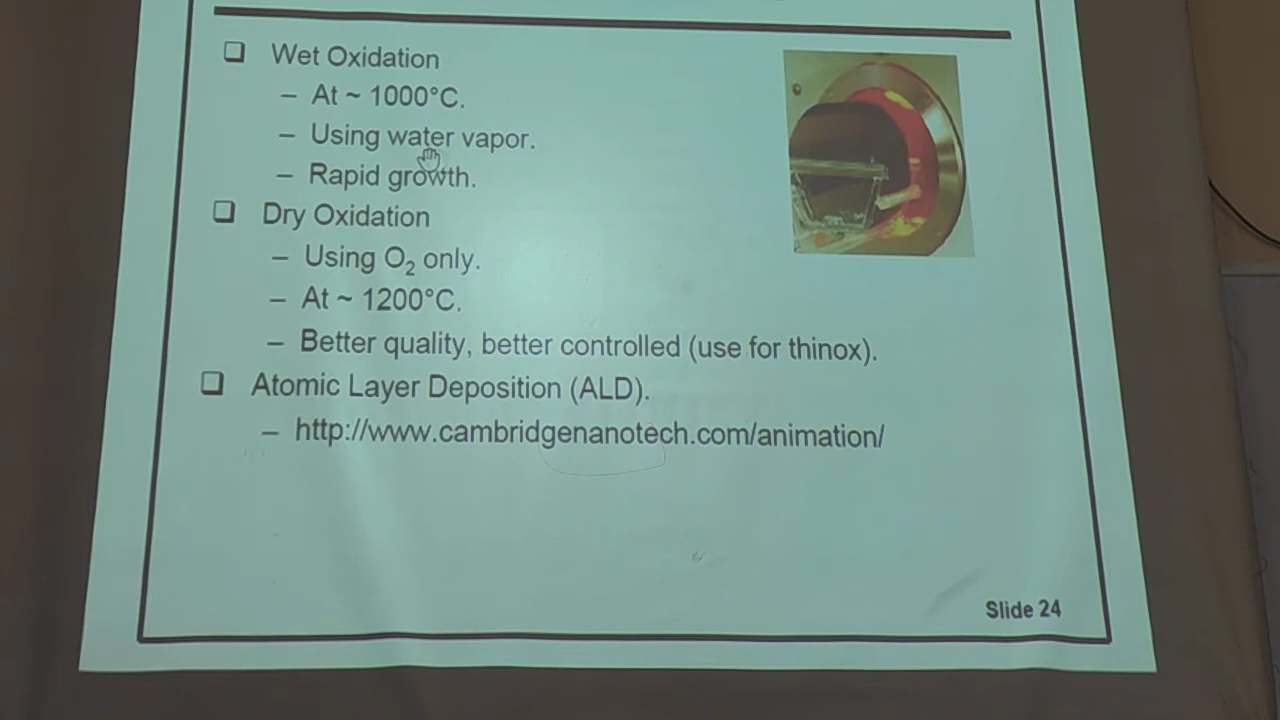 ❑ Wet Oxidation
– At ~ 1000°C.
– Using water vapor.
– Rapid growth.
❑ Dry Oxidation
– Using O₂ only.
– At ~ 1200°C.
– Better quality, better controlled (use for thinox).
❑ Atomic Layer Deposition (ALD).
– http://www.cambridgenanotech.com/animation/
Slide 24